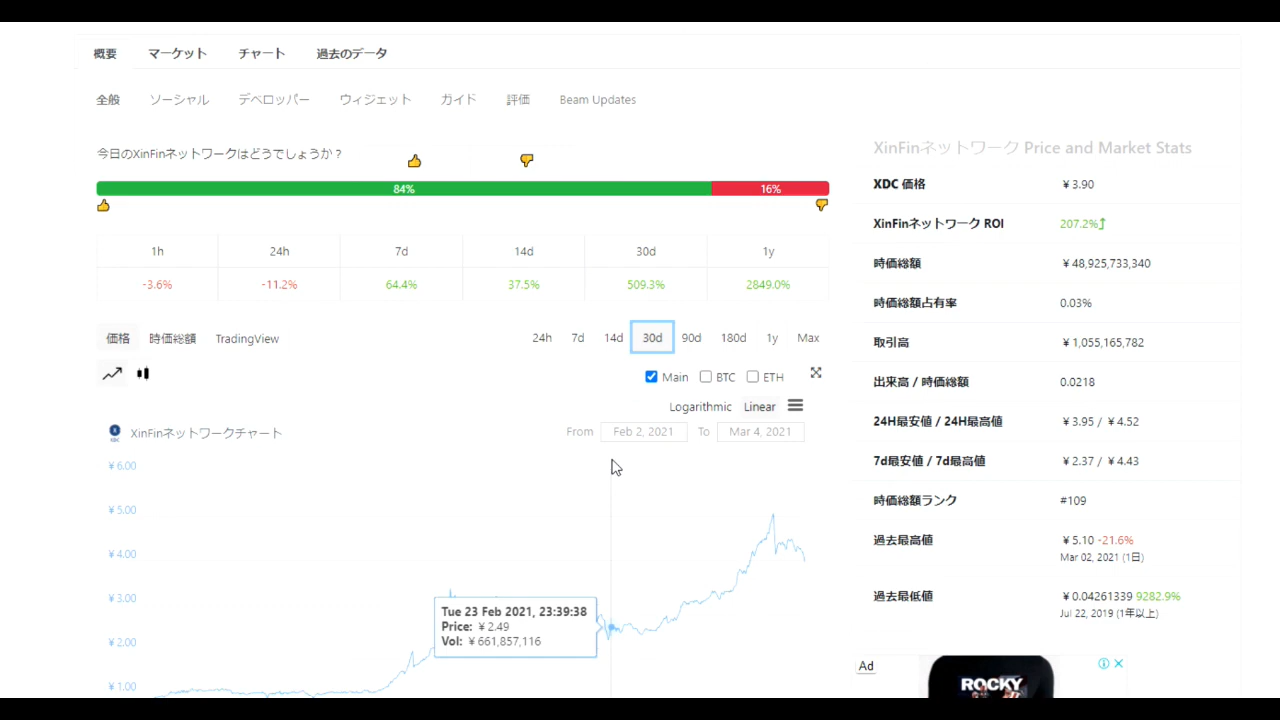 概要 マーケット チャート 過去のデータ
全般 ソーシャル デベロッパー ウィジェット ガイド 評価 Beam Updates
今日のXinFinネットワークはどうでしょうか？
84% 16%
1h 24h 7d 14d 30d 1y
-3.6% -11.2% 64.4% 37.5% 509.3% 2849.0%
価格 時価総額 TradingView 24h 7d 14d 30d 90d 180d 1y Max
Main BTC ETH
Logarithmic Linear
XinFinネットワークチャート From Feb 2, 2021 To Mar 4, 2021
¥6.00
¥5.00
¥4.00
¥3.00
¥2.00
¥1.00
Tue 23 Feb 2021, 23:39:38
Price: ¥2.49
Vol: ¥661,857,116
XinFinネットワーク Price and Market Stats
XDC 価格 ¥3.90
XinFinネットワーク ROI 207.2%
時価総額 ¥48,925,733,340
時価総額占有率 0.03%
取引高 ¥1,055,165,782
出来高 / 時価総額 0.0218
24H最安値 / 24H最高値 ¥3.95 / ¥4.52
7d最安値 / 7d最高値 ¥2.37 / ¥4.43
時価総額ランク #109
過去最高値 ¥5.10 -21.6%
Mar 02, 2021 (1日)
過去最低値 ¥0.04261339 9282.9%
Jul 22, 2019 (1年以上)
Ad
ROCKY